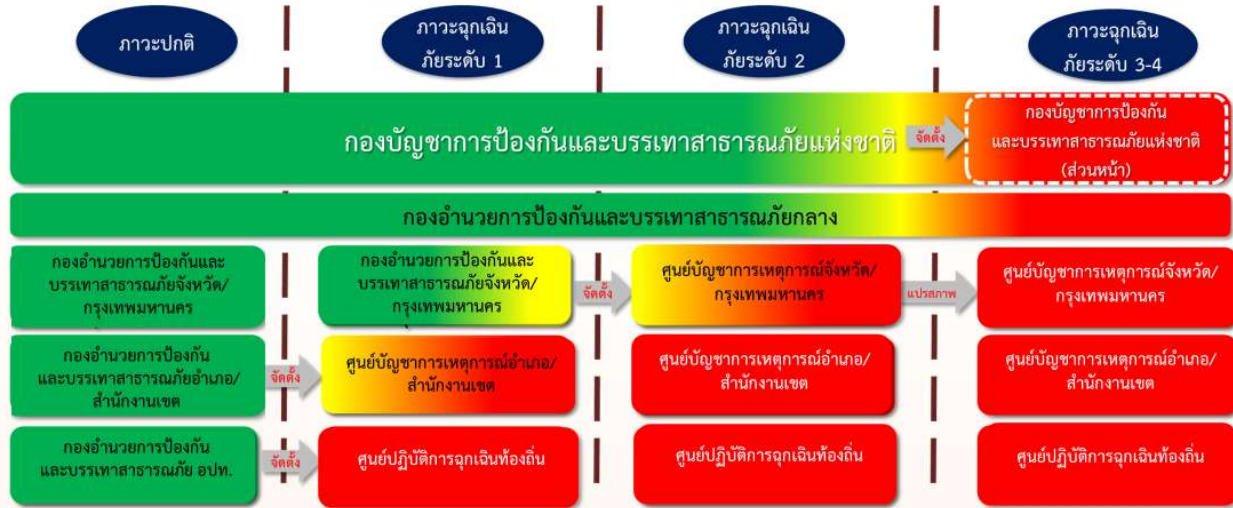 ภาวะปกติ
ภาวะฉุกเฉิน
ภัยระดับ 1
ภาวะฉุกเฉิน
ภัยระดับ 2
ภาวะฉุกเฉิน
ภัยระดับ 3-4
กองบัญชาการป้องกันและบรรเทาสาธารณภัยแห่งชาติ
จัดตั้ง
กองบัญชาการป้องกัน
และบรรเทาสาธารณภัยแห่งชาติ
(ส่วนหน้า)
กองอำนวยการป้องกันและบรรเทาสาธารณภัยกลาง
กองอำนวยการป้องกันและ
บรรเทาสาธารณภัยจังหวัด/
กรุงเทพมหานคร
กองอำนวยการป้องกันและ
บรรเทาสาธารณภัยจังหวัด/
กรุงเทพมหานคร
จัดตั้ง
ศูนย์บัญชาการเหตุการณ์จังหวัด/
กรุงเทพมหานคร
แปรสภาพ
ศูนย์บัญชาการเหตุการณ์จังหวัด/
กรุงเทพมหานคร
กองอำนวยการป้องกัน
และบรรเทาสาธารณภัยอำเภอ/
สำนักงานเขต
จัดตั้ง
ศูนย์บัญชาการเหตุการณ์อำเภอ/
สำนักงานเขต
ศูนย์บัญชาการเหตุการณ์อำเภอ/
สำนักงานเขต
ศูนย์บัญชาการเหตุการณ์อำเภอ/
สำนักงานเขต
กองอำนวยการป้องกัน
และบรรเทาสาธารณภัย อปท.
จัดตั้ง
ศูนย์ปฏิบัติการฉุกเฉินท้องถิ่น
ศูนย์ปฏิบัติการฉุกเฉินท้องถิ่น
ศูนย์ปฏิบัติการฉุกเฉินท้องถิ่น